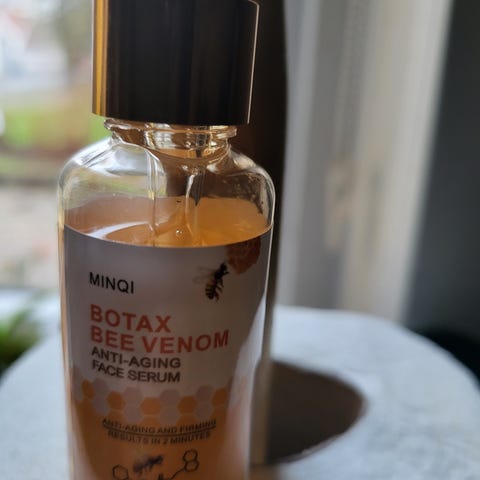 MINQI
BOTAX
BEE VENOM
ANTI-AGING
FACE SERUM
ANTI-AGING AND FIRMING
RESULTS IN 2 MINUTES